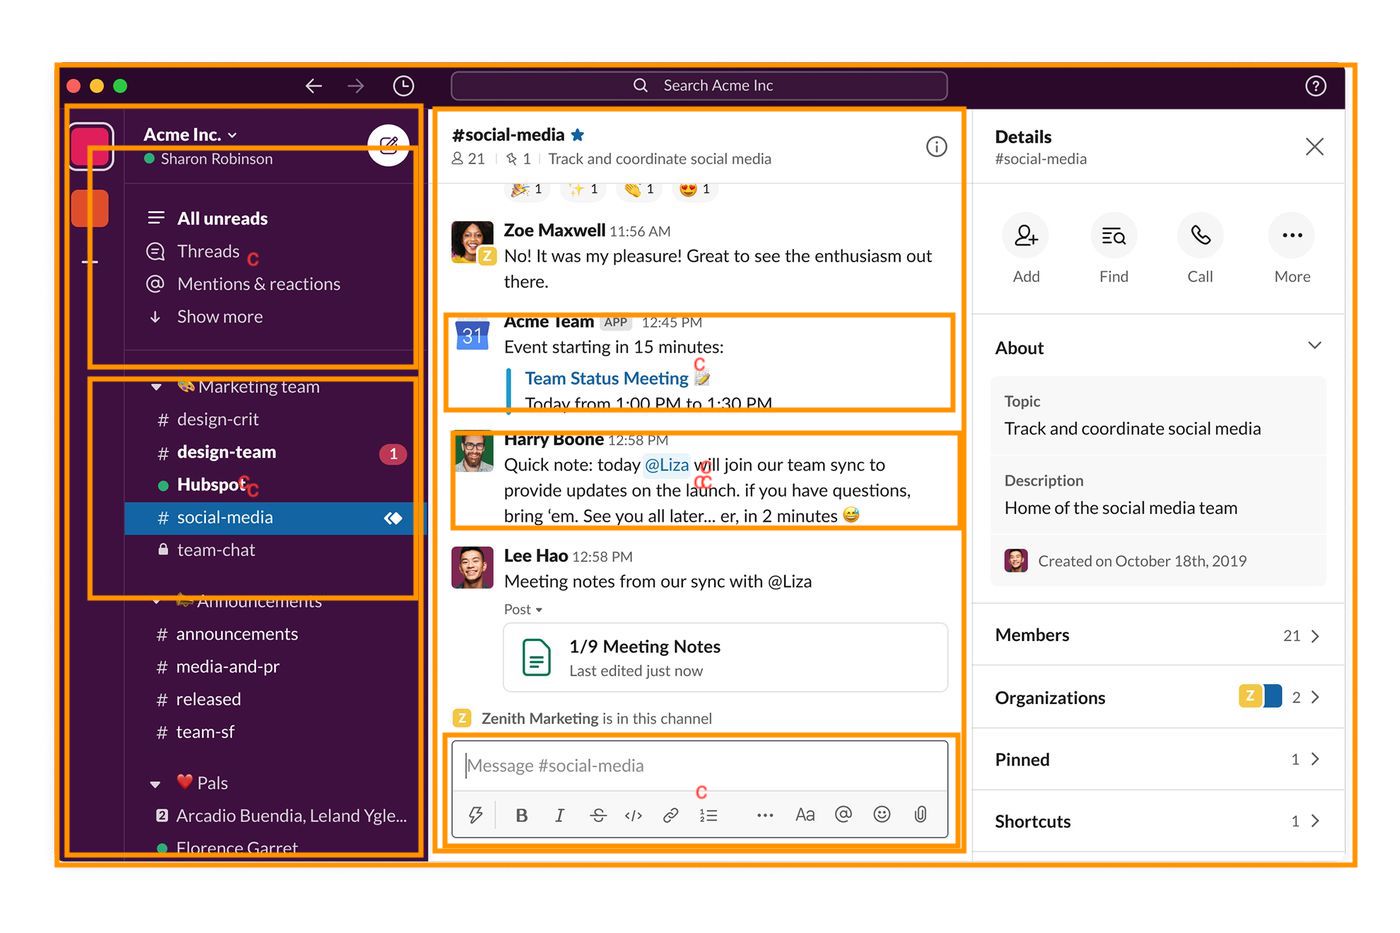 Search Acme Inc
Acme Inc.
Sharon Robinson
All unreads
Threads
C
Mentions & reactions
Show more
Marketing team
# design-crit
# design-team 1
Hubspot
C
C
# social-media
team-chat
Announcements
# announcements
# media-and-pr
# released
# team-sf
Pals
2 Arcadio Buendia, Leland Ygle...
Florence Garret
#social-media
21 | 1 | Track and coordinate social media
1 1 1 1
Zoe Maxwell 11:56 AM
Z
No! It was my pleasure! Great to see the enthusiasm out
there.
Acme Team APP 12:45 PM
31
Event starting in 15 minutes:
C
Team Status Meeting
Today from 1:00 PM to 1:30 PM
Harry Boone 12:58 PM
Quick note: today @Liza will join our team sync to
C
provide updates on the launch. if you have questions,
C
C
bring ‘em. See you all later... er, in 2 minutes
Lee Hao 12:58 PM
Meeting notes from our sync with @Liza
Post
1/9 Meeting Notes
Last edited just now
Z Zenith Marketing is in this channel
Message #social-media
C
B I S </> Aa @
Details
#social-media
Add Find Call More
About
Topic
Track and coordinate social media
Description
Home of the social media team
Created on October 18th, 2019
Members 21
Organizations Z 2
Pinned 1
Shortcuts 1